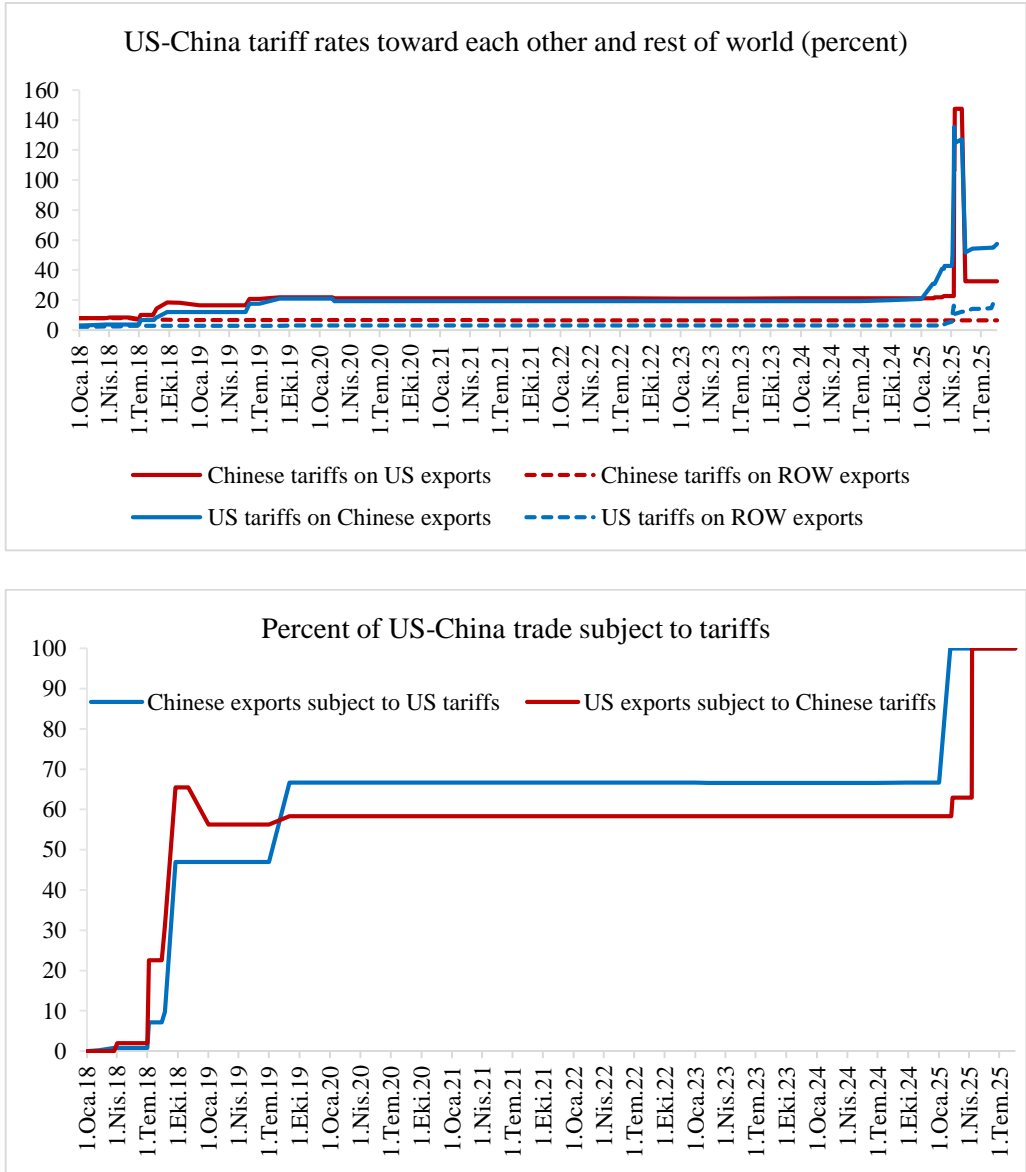 US-China tariff rates toward each other and rest of world (percent)
160
140
120
100
80
60
40
20
0
1.Oca.18
1.Nis.18
1.Tem.18
1.Eki.18
1.Oca.19
1.Nis.19
1.Tem.19
1.Eki.19
1.Oca.20
1.Nis.20
1.Tem.20
1.Eki.20
1.Oca.21
1.Nis.21
1.Tem.21
1.Eki.21
1.Oca.22
1.Nis.22
1.Tem.22
1.Eki.22
1.Oca.23
1.Nis.23
1.Tem.23
1.Eki.23
1.Oca.24
1.Nis.24
1.Tem.24
1.Eki.24
1.Oca.25
1.Nis.25
1.Tem.25
Chinese tariffs on US exports
Chinese tariffs on ROW exports
US tariffs on Chinese exports
US tariffs on ROW exports
Percent of US-China trade subject to tariffs
100
90
80
70
60
50
40
30
20
10
0
Chinese exports subject to US tariffs
US exports subject to Chinese tariffs
1.Oca.18
1.Nis.18
1.Tem.18
1.Eki.18
1.Oca.19
1.Nis.19
1.Tem.19
1.Eki.19
1.Oca.20
1.Nis.20
1.Tem.20
1.Eki.20
1.Oca.21
1.Nis.21
1.Tem.21
1.Eki.21
1.Oca.22
1.Nis.22
1.Tem.22
1.Eki.22
1.Oca.23
1.Nis.23
1.Tem.23
1.Eki.23
1.Oca.24
1.Nis.24
1.Tem.24
1.Eki.24
1.Oca.25
1.Nis.25
1.Tem.25